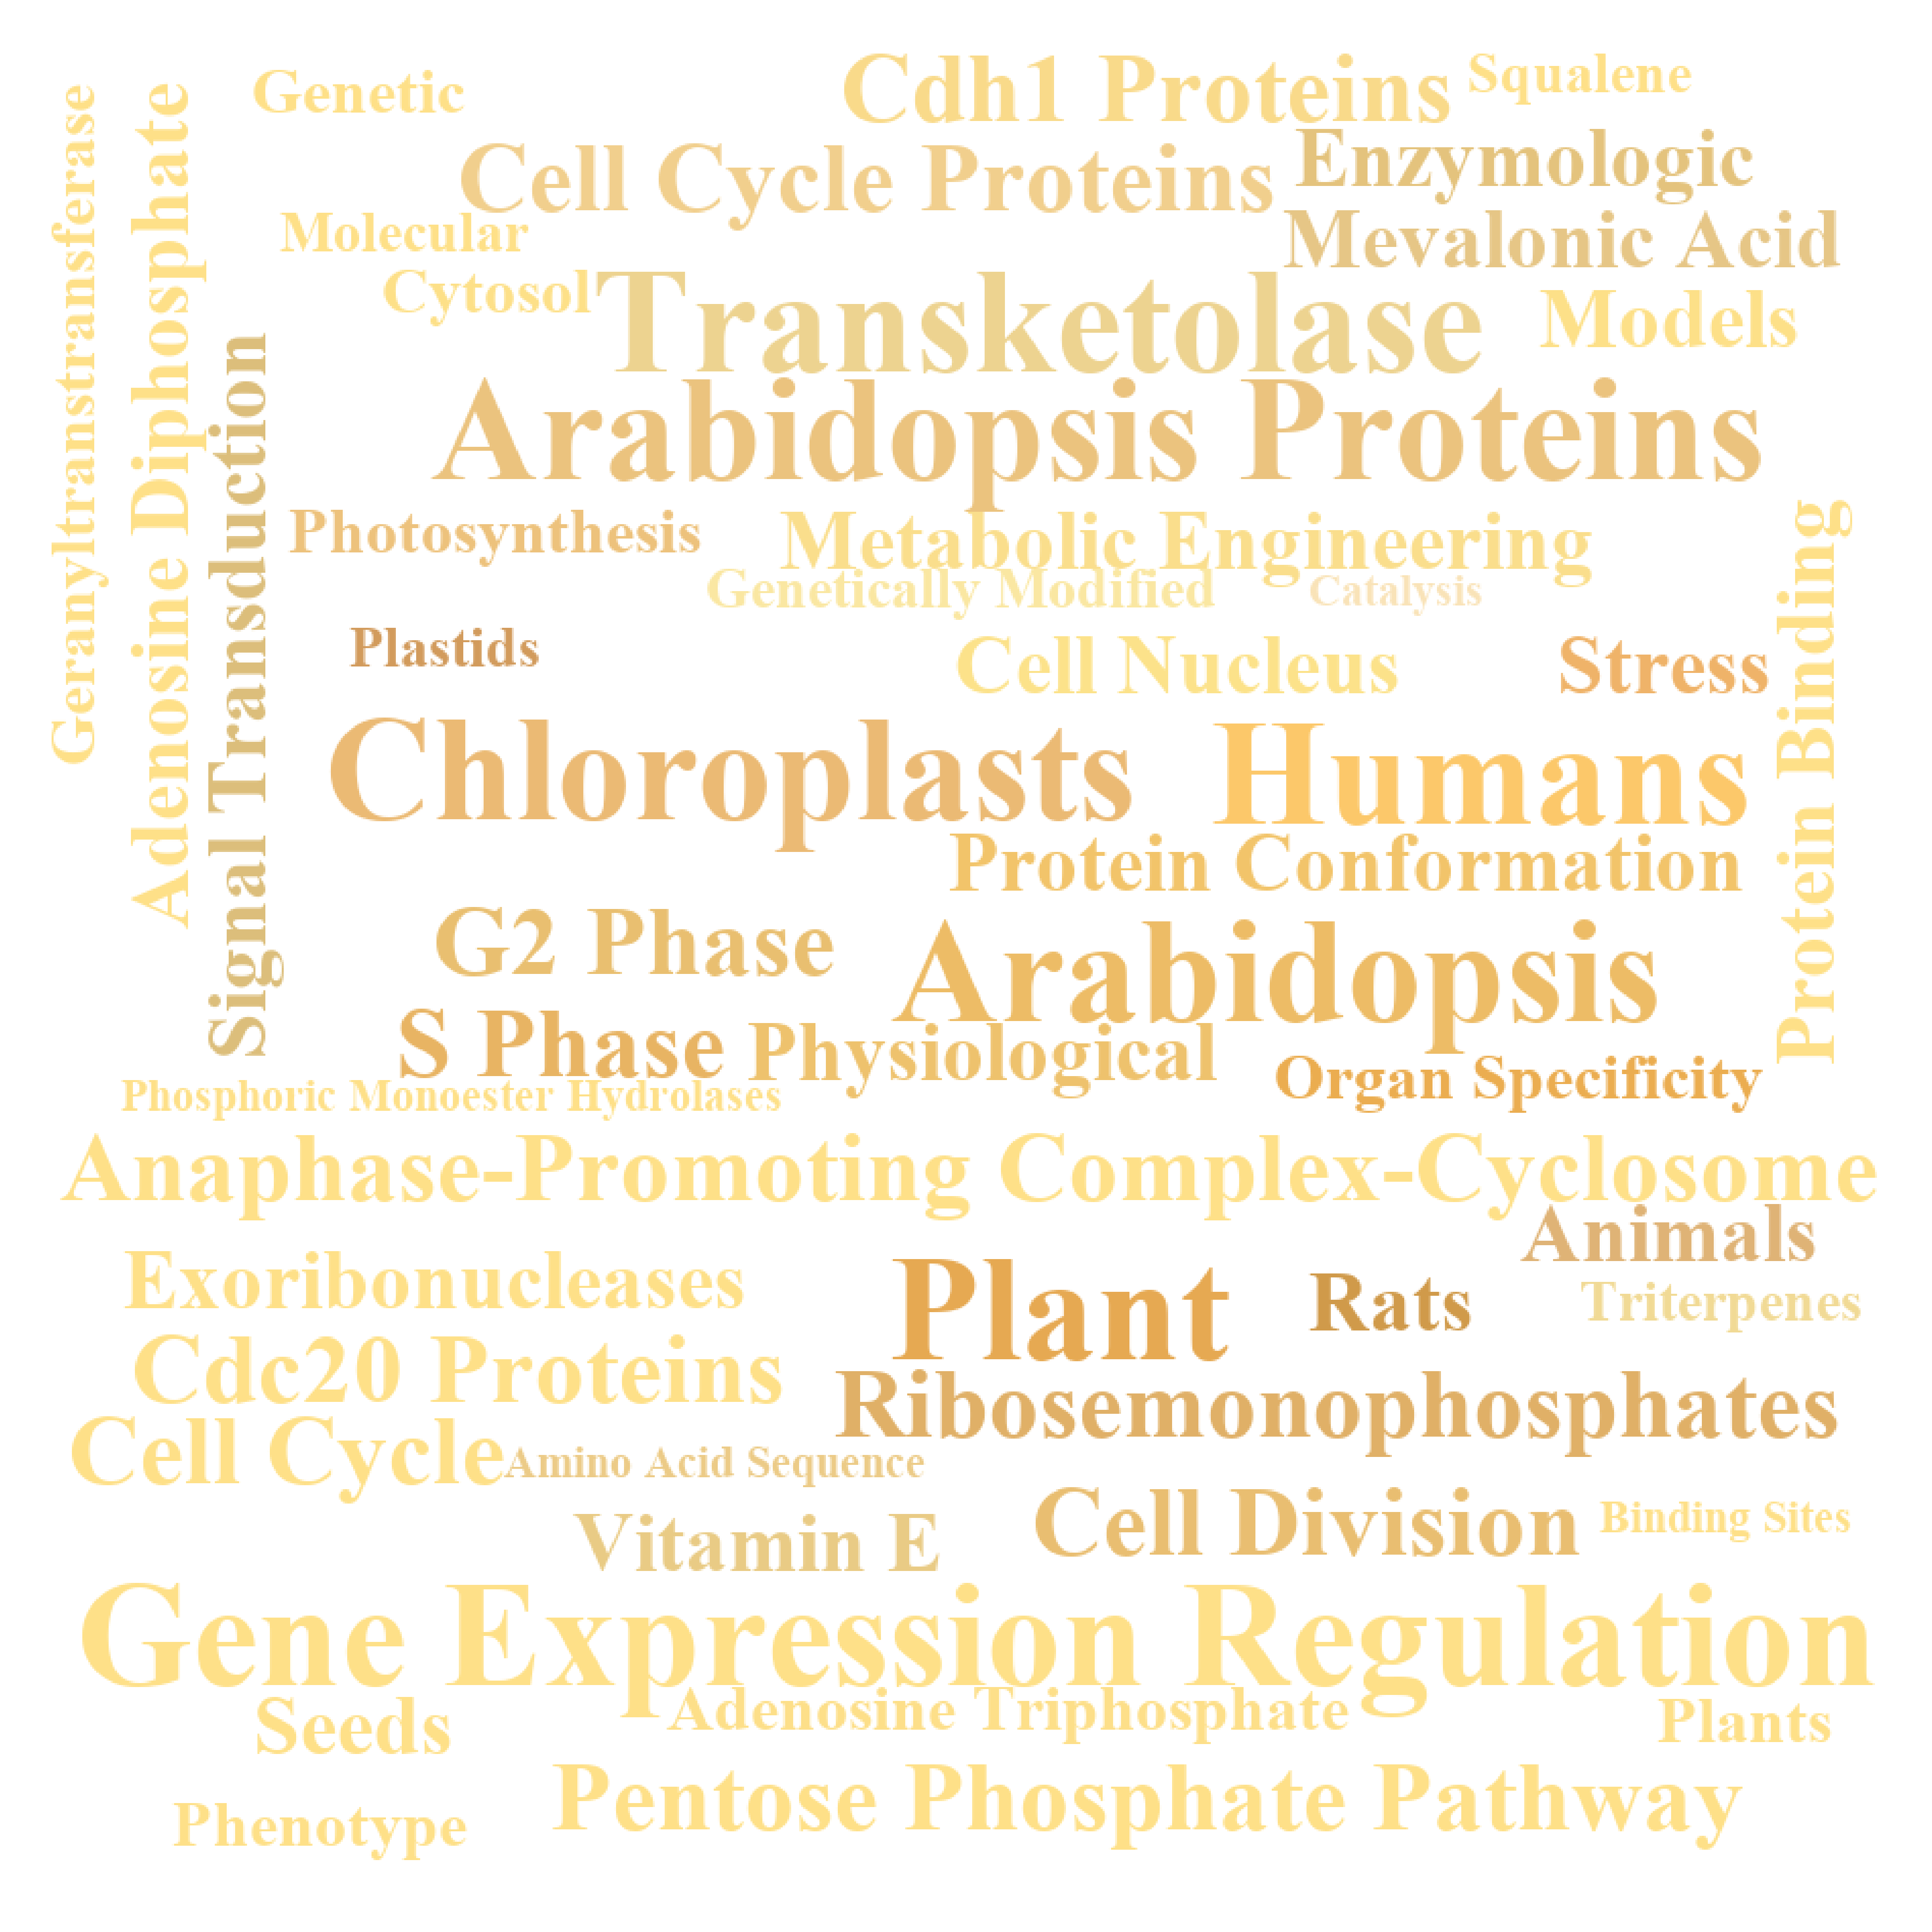 Cdh1 Proteins
Squalene
Genetic
Geranyltranstransferase
Adenosine Diphosphate
Cell Cycle Proteins
Enzymologic
Molecular
Mevalonic Acid
Cytosol
Transketolase
Models
Signal Transduction
Arabidopsis Proteins
Photosynthesis
Metabolic Engineering
Genetically Modified
Catalysis
Protein Binding
Plastids
Cell Nucleus
Stress
Chloroplasts
Humans
Protein Conformation
G2 Phase
Arabidopsis
S Phase
Physiological
Organ Specificity
Phosphoric Monoester Hydrolases
Anaphase-Promoting Complex-Cyclosome
Animals
Exoribonucleases
Plant
Rats
Triterpenes
Cdc20 Proteins
Ribosemonophosphates
Cell Cycle
Amino Acid Sequence
Cell Division
Binding Sites
Vitamin E
Gene Expression Regulation
Seeds
Adenosine Triphosphate
Plants
Pentose Phosphate Pathway
Phenotype